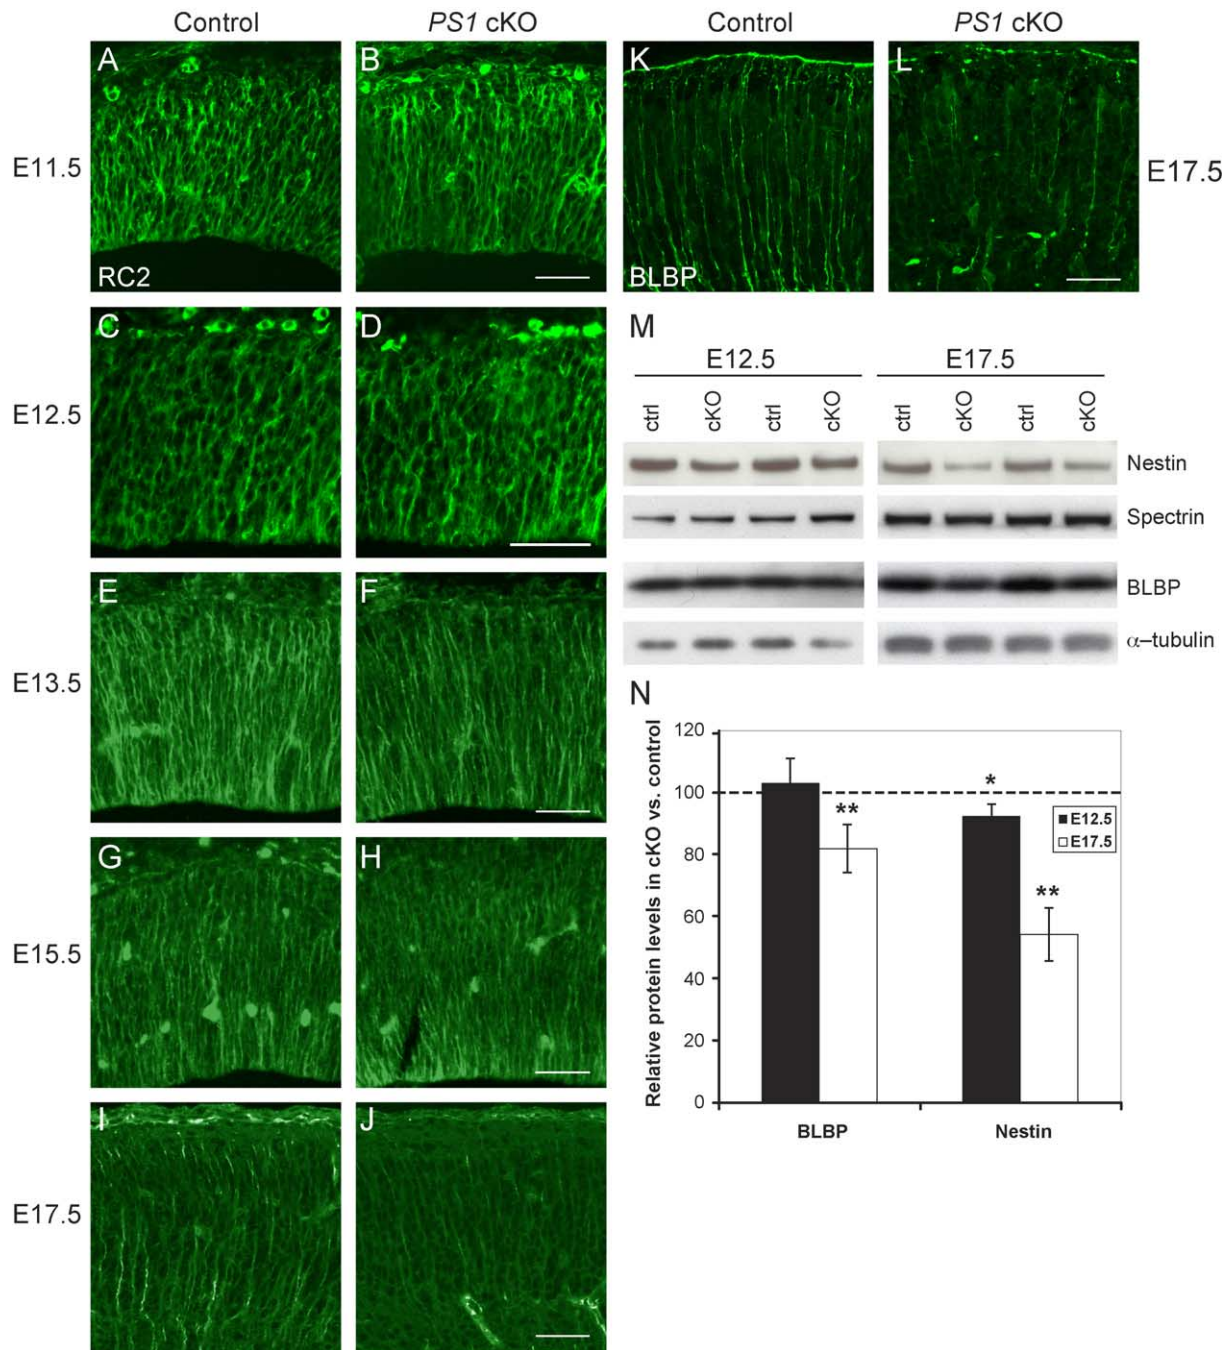 Control
PS1 cKO
Control
PS1 cKO
A
B
K
L
E11.5
E17.5
RC2
BLBP
C
D
E12.5
M
E12.5
E17.5
ctrl
cKO
ctrl
cKO
ctrl
cKO
ctrl
cKO
Nestin
Spectrin
BLBP
α–tubulin
E
F
E13.5
G
H
E15.5
I
J
E17.5
N
Relative protein levels in cKO vs. control
120
100
80
60
40
20
0
**
*
**
E12.5
E17.5
BLBP
Nestin